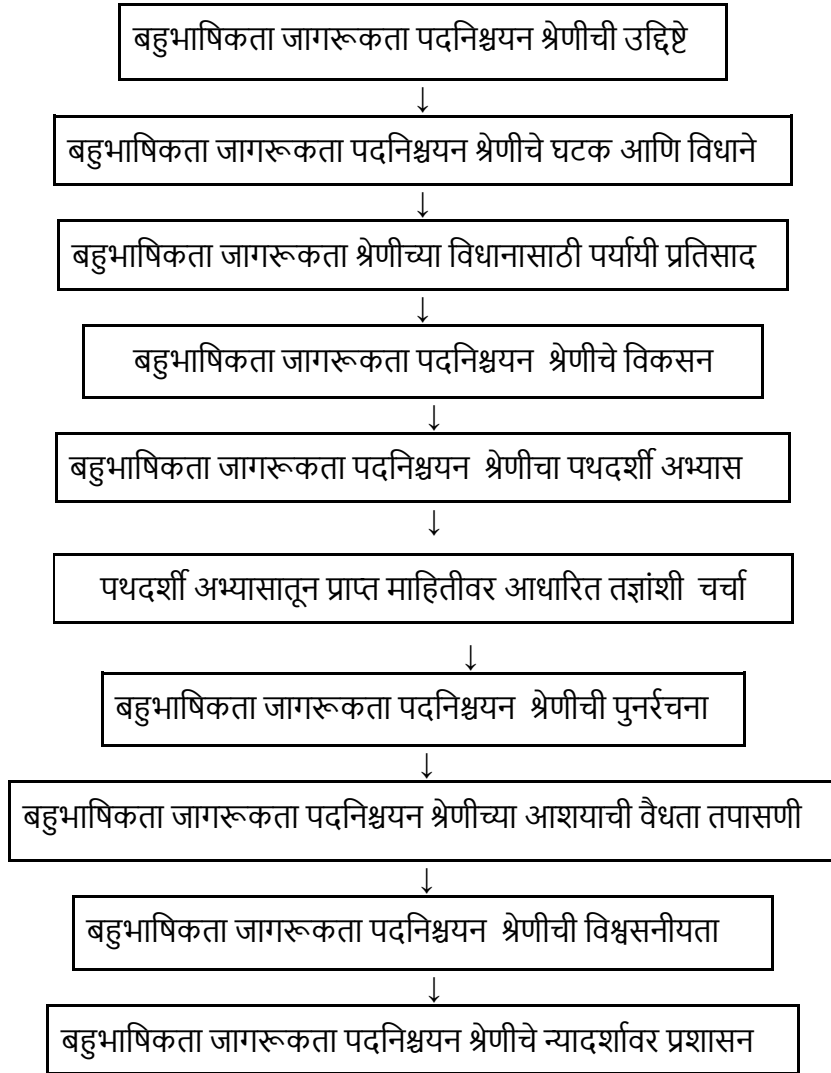 बहुभाषिकता जागरूकता पदनिश्चयन श्रेणीची उद्दिष्टे
↓
बहुभाषिकता जागरूकता पदनिश्चयन श्रेणीचे घटक आणि विधाने
↓
बहुभाषिकता जागरूकता श्रेणीच्या विधानासाठी पर्यायी प्रतिसाद
↓
बहुभाषिकता जागरूकता पदनिश्चयन श्रेणीचे विकसन
↓
बहुभाषिकता जागरूकता पदनिश्चयन श्रेणीचा पथदर्शी अभ्यास
↓
पथदर्शी अभ्यासातून प्राप्त माहितीवर आधारित तज्ञांशी चर्चा
↓
बहुभाषिकता जागरूकता पदनिश्चयन श्रेणीची पुनर्रचना
↓
बहुभाषिकता जागरूकता पदनिश्चयन श्रेणीच्या आशयाची वैधता तपासणी
↓
बहुभाषिकता जागरूकता पदनिश्चयन श्रेणीची विश्वसनीयता
↓
बहुभाषिकता जागरूकता पदनिश्चयन श्रेणीचे न्यादर्शावर प्रशासन